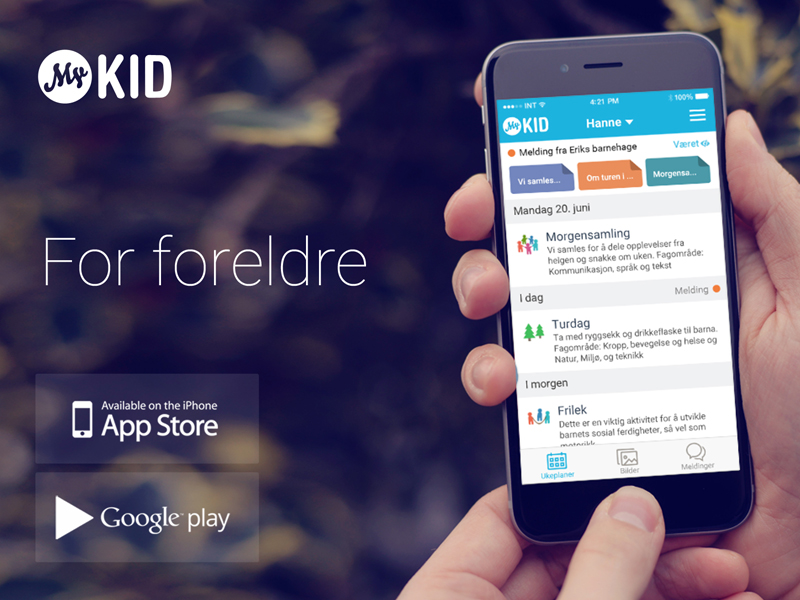 My KID
For foreldre
Available on the iPhone
App Store
Google play
INT 4:21 PM 100%
My KID Hanne
Melding fra Eriks barnehage Været
Vi samles... Om turen i ... Morgensa...
Mandag 20. juni
Morgensamling
Vi samles for å dele opplevelser fra
helgen og snakke om uken. Fagområde:
Kommunikasjon, språk og tekst
I dag Melding
Turdag
Ta med ryggsekk og drikkeflaske til barna.
Fagområde: Kropp, bevegelse og helse og
Natur, Miljø, og teknikk
I morgen
Frilek
Dette er en viktig aktivitet for å utvikle
barnets sosial ferdigheter, så vel som
motorikk
Ukeplaner Bilder Meldinger